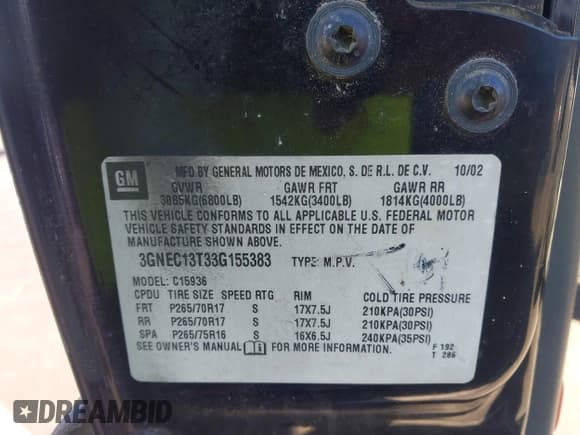 GM
MFD BY GENERAL MOTORS DE MEXICO, S. DE R.L. DE C.V. 10/02
GVWR GAWR FRT GAWR RR
3085KG(6800LB) 1542KG(3400LB) 1814KG(4000LB)
THIS VEHICLE CONFORMS TO ALL APPLICABLE U.S. FEDERAL MOTOR
VEHICLE SAFETY STANDARDS IN EFFECT ON THE DATE OF
MANUFACTURE SHOWN ABOVE.
3GNEC13T33G155383 TYPE: M.P.V.
MODEL: C15936
CPDU TIRE SIZE SPEED RTG RIM COLD TIRE PRESSURE
FRT P265/70R17 S 17X7.5J 210KPA(30PSI)
RR P265/70R17 S 17X7.5J 210KPA(30PSI)
SPA P265/75R16 S 16X6.5J 240KPA(35PSI)
SEE OWNER'S MANUAL FOR MORE INFORMATION. F 192
T 286
DREAMBID